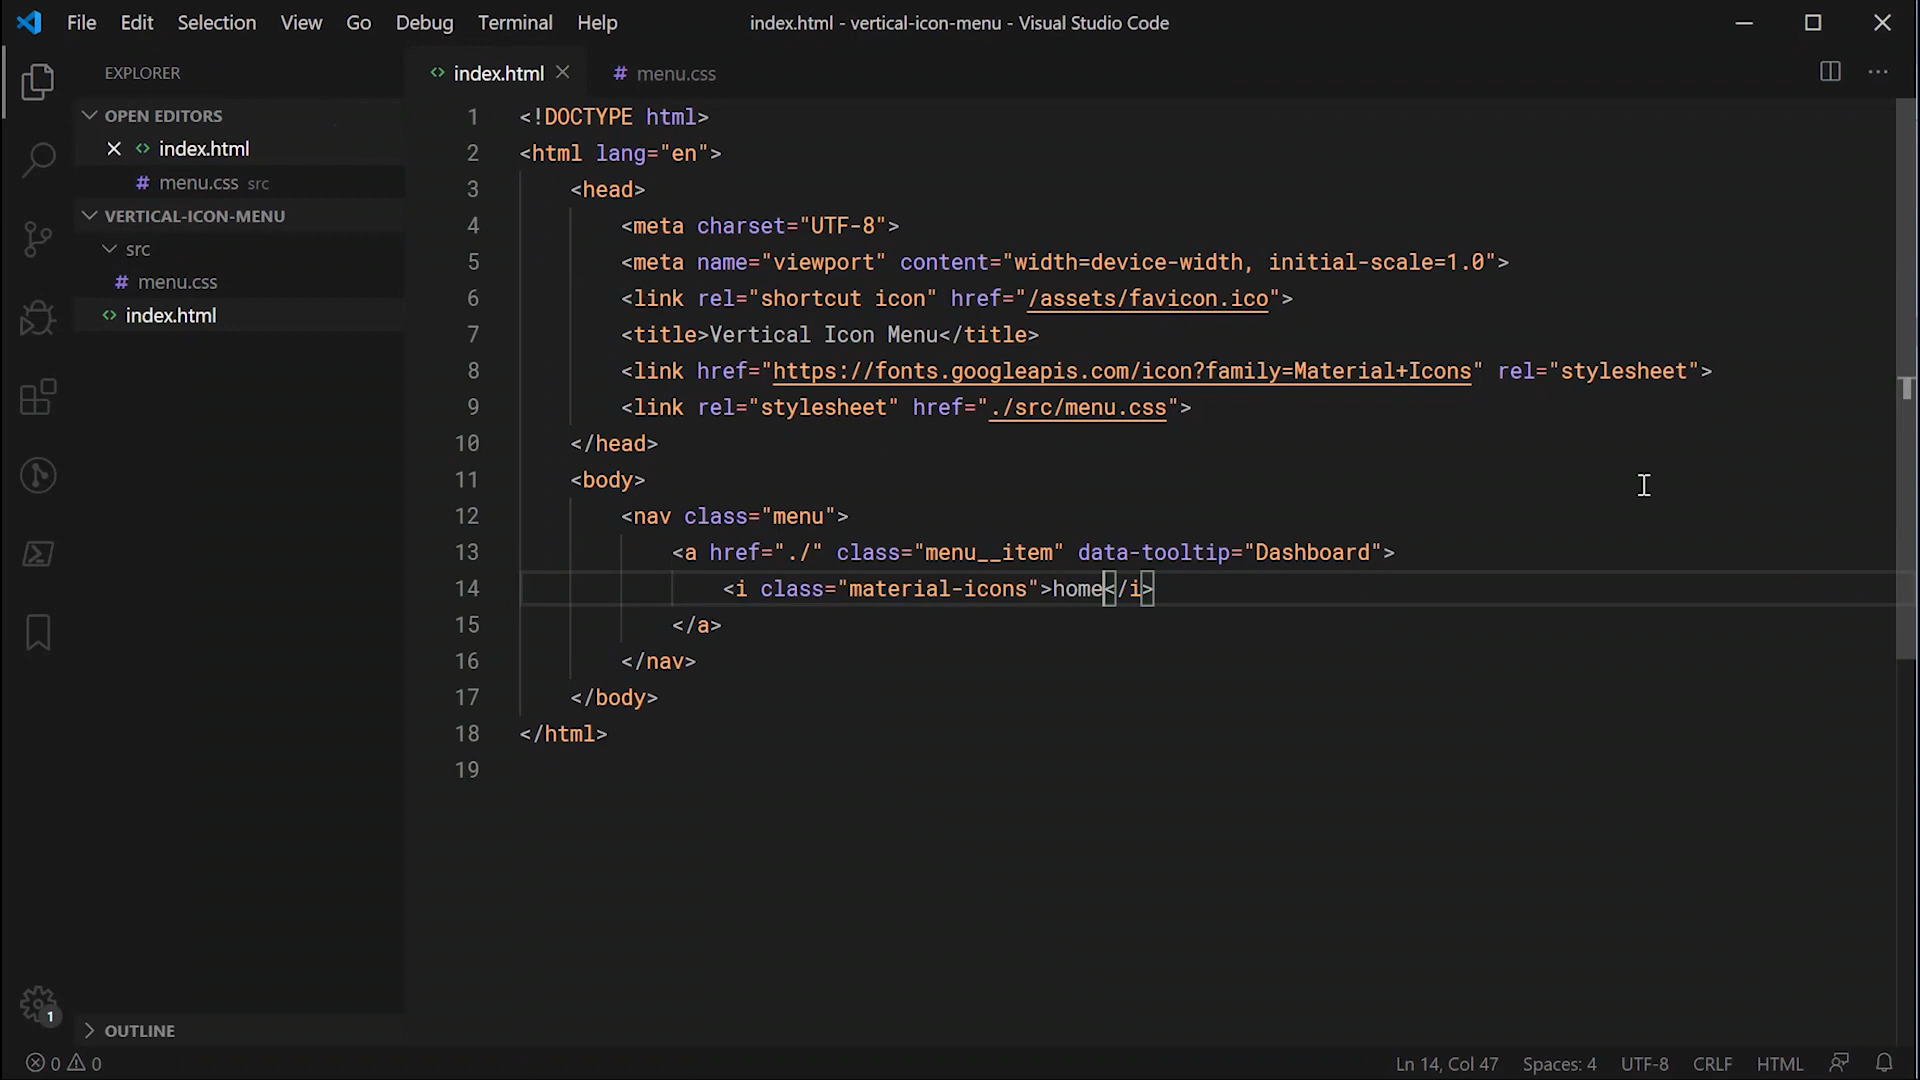 File Edit Selection View Go Debug Terminal Help index.html - vertical-icon-menu - Visual Studio Code
EXPLORER
OPEN EDITORS
index.html
# menu.css src
VERTICAL-ICON-MENU
src
# menu.css
<> index.html
1
OUTLINE
<> index.html # menu.css
1 <!DOCTYPE html>
2 <html lang="en">
3 <head>
4 <meta charset="UTF-8">
5 <meta name="viewport" content="width=device-width, initial-scale=1.0">
6 <link rel="shortcut icon" href="/assets/favicon.ico">
7 <title>Vertical Icon Menu</title>
8 <link href="https://fonts.googleapis.com/icon?family=Material+Icons" rel="stylesheet">
9 <link rel="stylesheet" href="./src/menu.css">
10 </head>
11 <body>
12 <nav class="menu">
13 <a href="./" class="menu__item" data-tooltip="Dashboard">
14 <i class="material-icons">home</i>
15 </a>
16 </nav>
17 </body>
18 </html>
19
0 0 Ln 14, Col 47 Spaces: 4 UTF-8 CRLF HTML